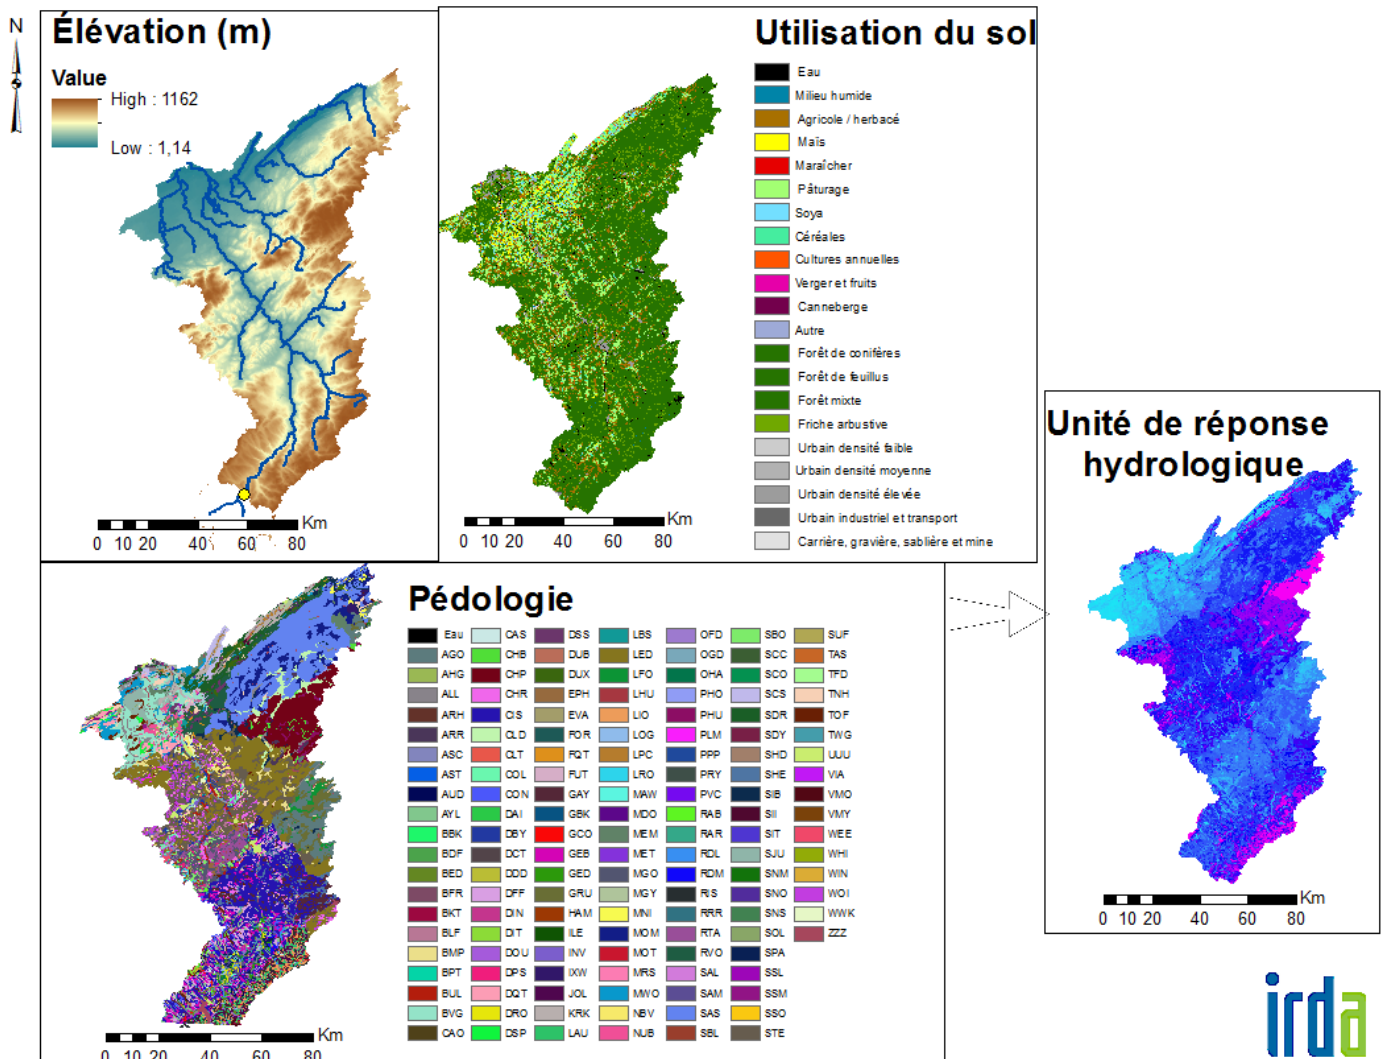 N
Élévation (m)
Value
High : 1162
Low : 1,14
Km
0 10 20 40 60 80
Utilisation du sol
Eau
Milieu humide
Agricole / herbacé
Maïs
Maraîcher
Pâturage
Soya
Céréales
Cultures annuelles
Verger et fruits
Canneberge
Autre
Forêt de conifères
Forêt de feuillus
Forêt mixte
Friche arbustive
Urbain densité faible
Urbain densité moyenne
Urbain densité élevée
Urbain industriel et transport
Carrière, gravière, sablière et mine
Km
0 10 20 40 60 80
Unité de réponse
hydrologique
Km
0 10 20 40 60 80
Pédologie
Eau CAS DSS LBS OFD SBO SUF
AGO CHB DUB LED OGD SCC TAS
AHG CHP DUX LFO OHA SCO TFD
ALL CHR EPH LHU PHO SCS TNH
ARH CIS EVA LIO PHU SDR TOF
ARR CLD FOR LOG PLM SDY TWG
ASC CLT FQT LPC PPP SHD UUU
AST COL FUT LRO PRY SHE VIA
AUD CON GAY MAW PVC SIB VMO
AYL DAI GBK MDO RAB SII VMY
BBK DBY GCO MEM RAR SIT WEE
BDF DCT GEB MET RDL SJU WHI
BED DDD GED MGO RDM SNM WIN
BFR DFF GRU MGY RIS SNO WOI
BKT DIN HAM MNI RRR SNS WWK
BLF DIT ILE MOM RTA SOL ZZZ
BMP DOU INV MOT RVO SPA
BPT DPS IXW MRS SAL SSL
BUL DQT JOL MWO SAM SSM
BVG DRO KRK NBV SAS SSO
CAO DSP LAU NUB SBL STE
Km
0 10 20 40 60 80
irda